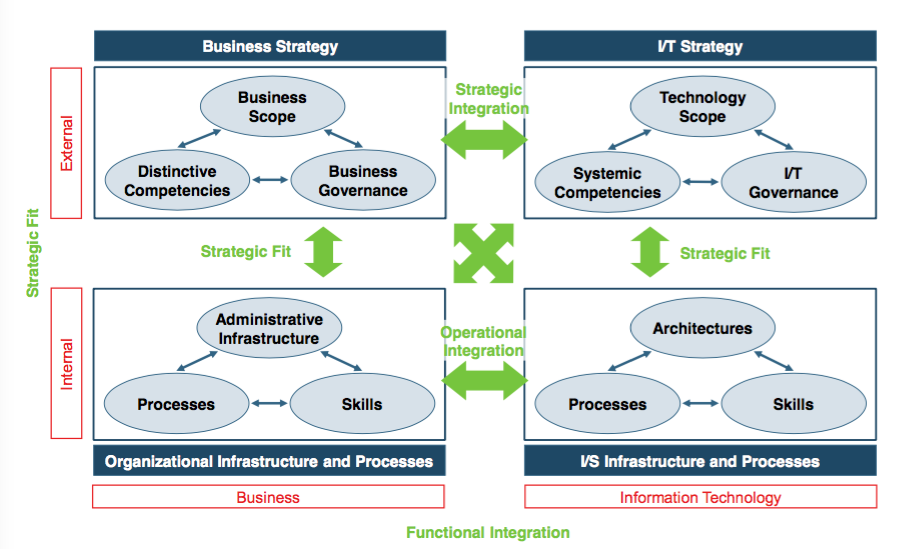 Business Strategy
I/T Strategy
External
Business
Scope
Distinctive
Competencies
Business
Governance
Strategic
Integration
Technology
Scope
Systemic
Competencies
I/T
Governance
Strategic Fit
Strategic Fit
Strategic Fit
Internal
Administrative
Infrastructure
Processes
Skills
Operational
Integration
Architectures
Processes
Skills
Organizational Infrastructure and Processes
I/S Infrastructure and Processes
Business
Information Technology
Functional Integration